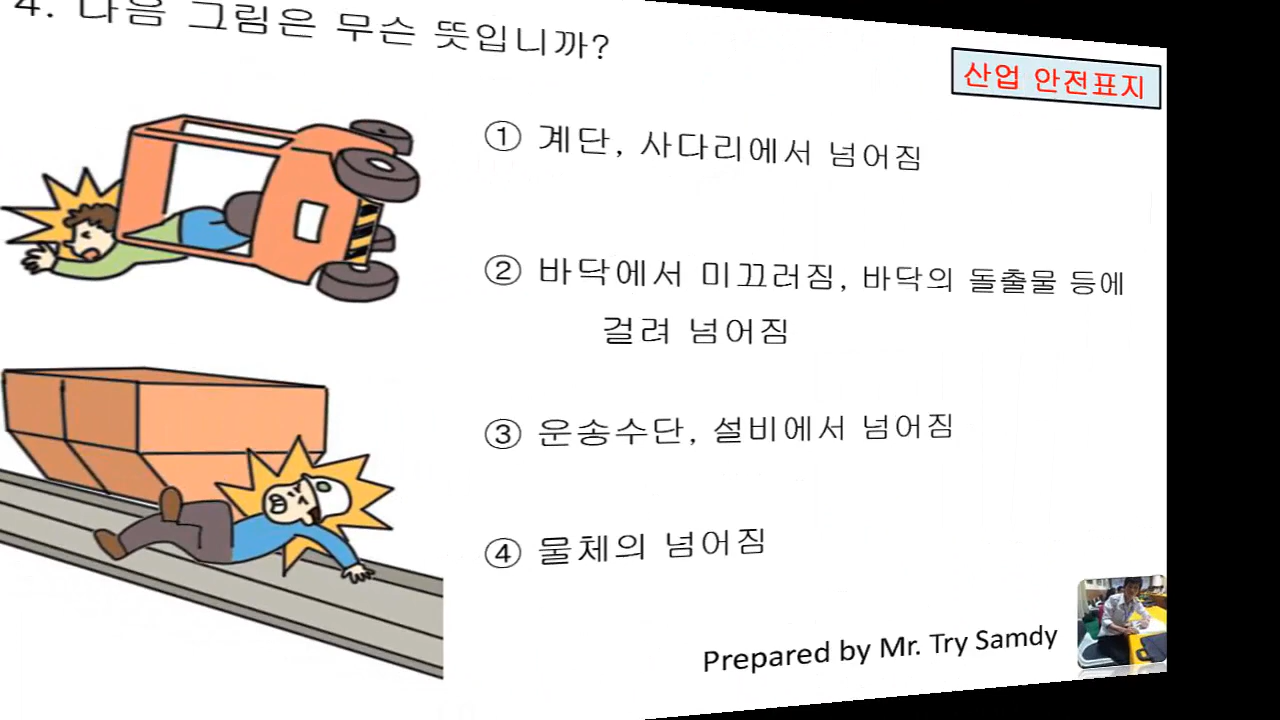 4. 다음 그림은 무슨 뜻입니까?
산업 안전표지
① 계단, 사다리에서 넘어짐
② 바닥에서 미끄러짐, 바닥의 돌출물 등에
걸려 넘어짐
③ 운송수단, 설비에서 넘어짐
④ 물체의 넘어짐
Prepared by Mr. Try Samdy